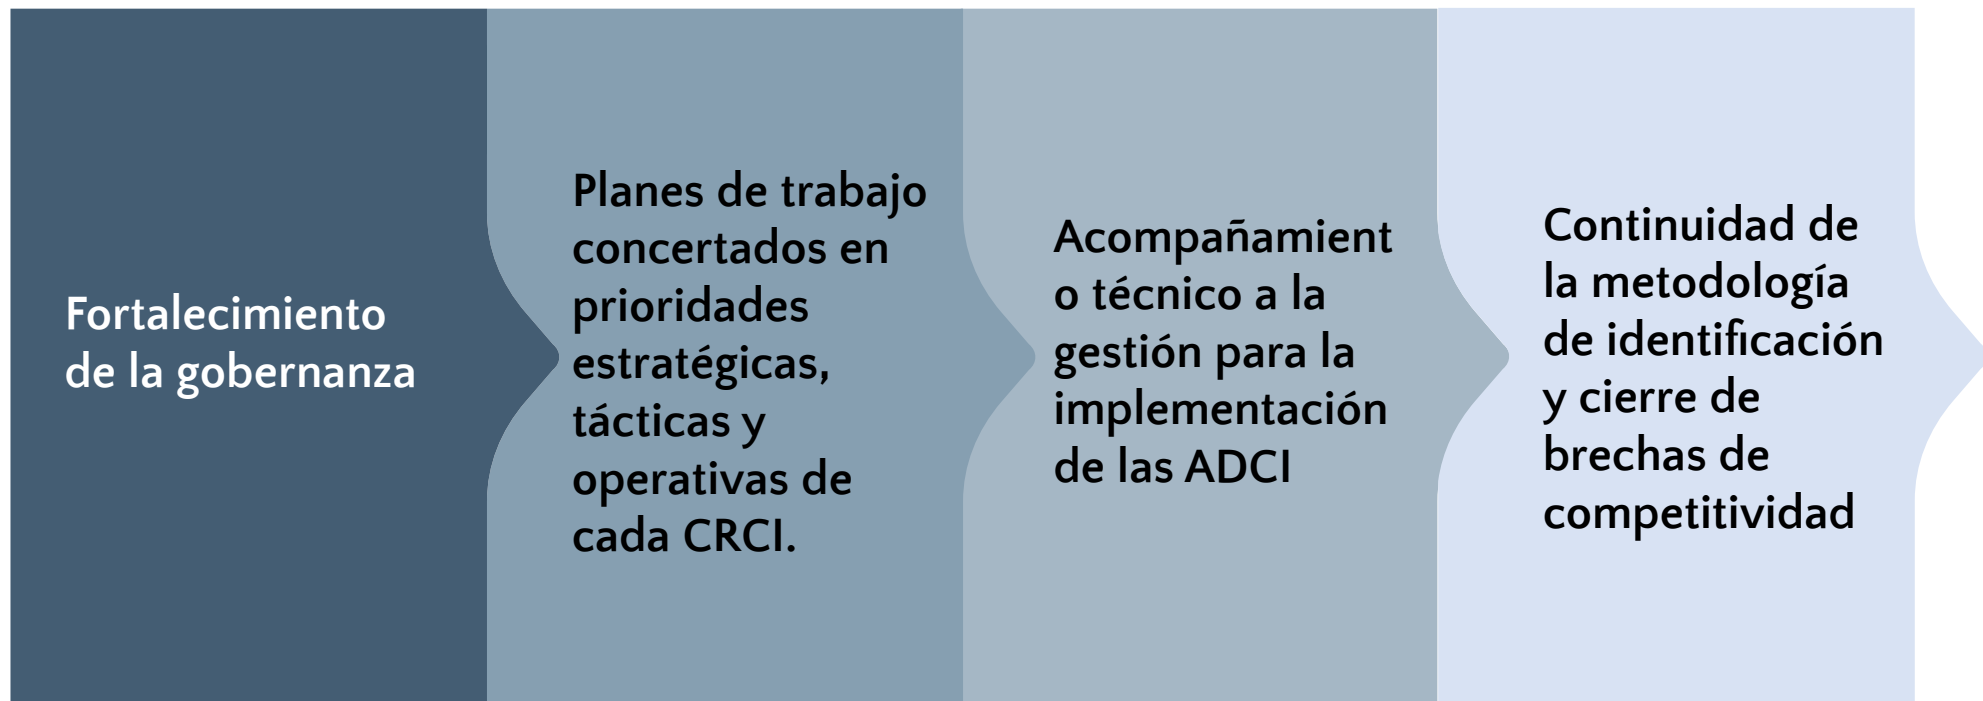 Fortalecimiento
de la gobernanza
Planes de trabajo
concertados en
prioridades
estratégicas,
tácticas y
operativas de
cada CRCI.
Acompañamient
o técnico a la
gestión para la
implementación
de las ADCI
Continuidad de
la metodología
de identificación
y cierre de
brechas de
competitividad